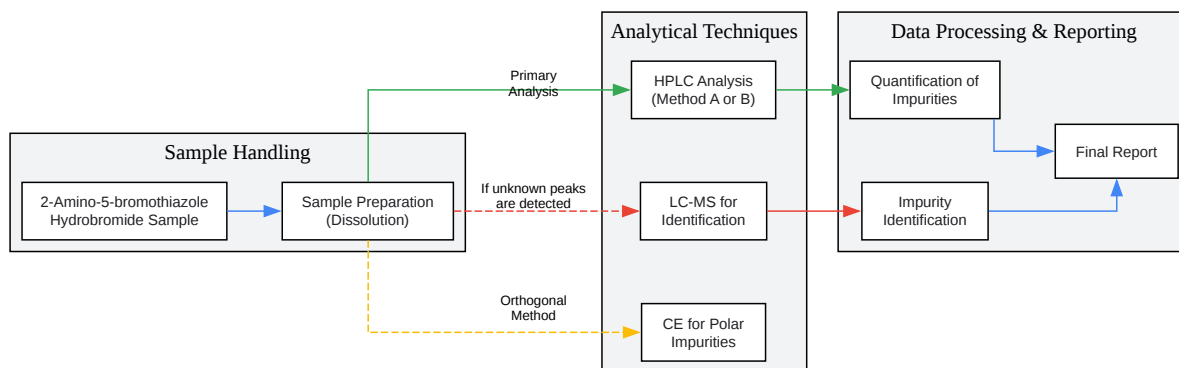 Sample Handling
2-Amino-5-bromothiazole
Hydrobromide Sample
Sample Preparation
(Dissolution)
Primary
Analysis
If unknown peaks
are detected
Orthogonal
Method
Analytical Techniques
HPLC Analysis
(Method A or B)
LC-MS for
Identification
CE for Polar
Impurities
Data Processing & Reporting
Quantification of
Impurities
Impurity
Identification
Final Report